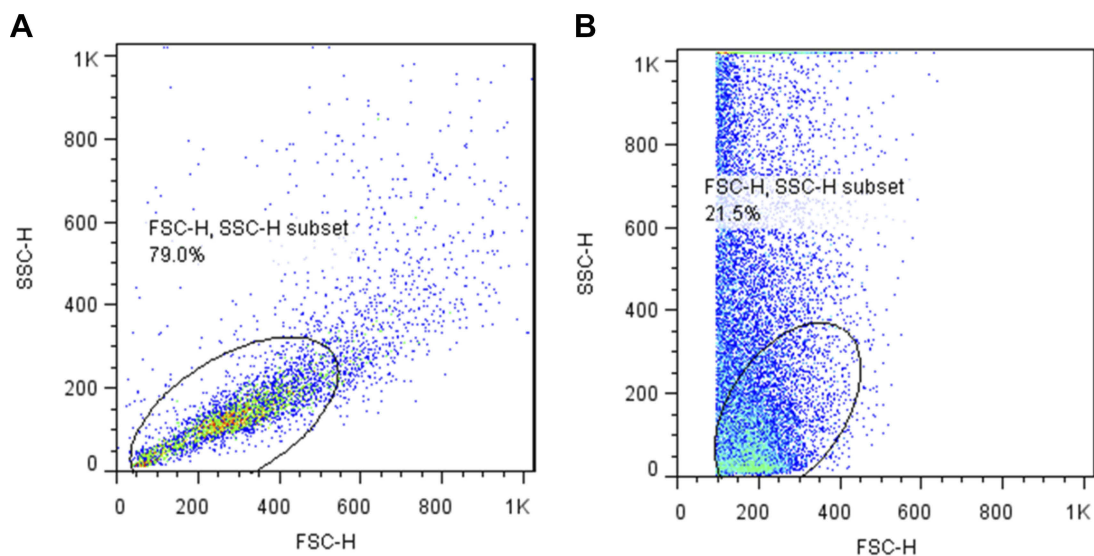 A
1K
800
600
400
200
0
SSC-H
FSC-H, SSC-H subset
79.0%
0 200 400 600 800 1K
FSC-H
B
1K
800
600
400
200
0
SSC-H
FSC-H, SSC-H subset
21.5%
0 200 400 600 800 1K
FSC-H